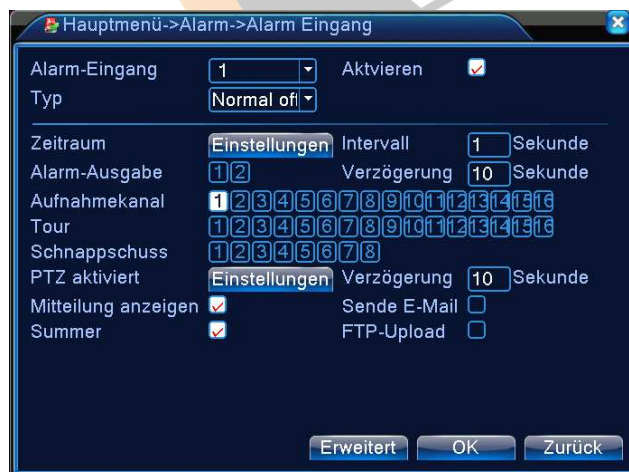 Hauptmenü->Alarm->Alarm Eingang
Alarm-Eingang 1 Aktvieren
Typ Normal off
Zeitraum Einstellungen Intervall 1 Sekunde
Alarm-Ausgabe 1 2 Verzögerung 10 Sekunde
Aufnahmekanal 1 2 3 4 5 6 7 8 9 10 11 12 13 14 15 16
Tour 1 2 3 4 5 6 7 8 9 10 11 12 13 14 15 16
Schnappschuss 1 2 3 4 5 6 7 8
PTZ aktiviert Einstellungen Verzögerung 10 Sekunde
Mitteilung anzeigen Sende E-Mail
Summer FTP-Upload
Erweitert OK Zurück